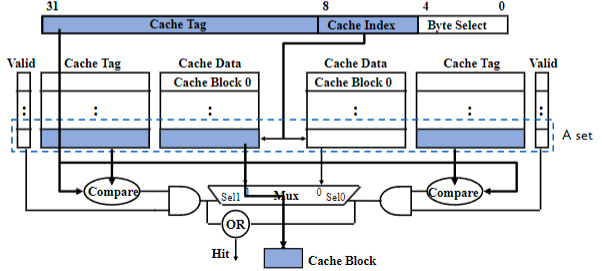 31 8 4 0
Cache Tag Cache Index Byte Select
Valid Cache Tag Cache Data Cache Data Cache Tag Valid
Cache Block 0 Cache Block 0
: : : : : :
A set
Compare Sel1 1 Mux 0 Sel0 Compare
OR
Hit
Cache Block